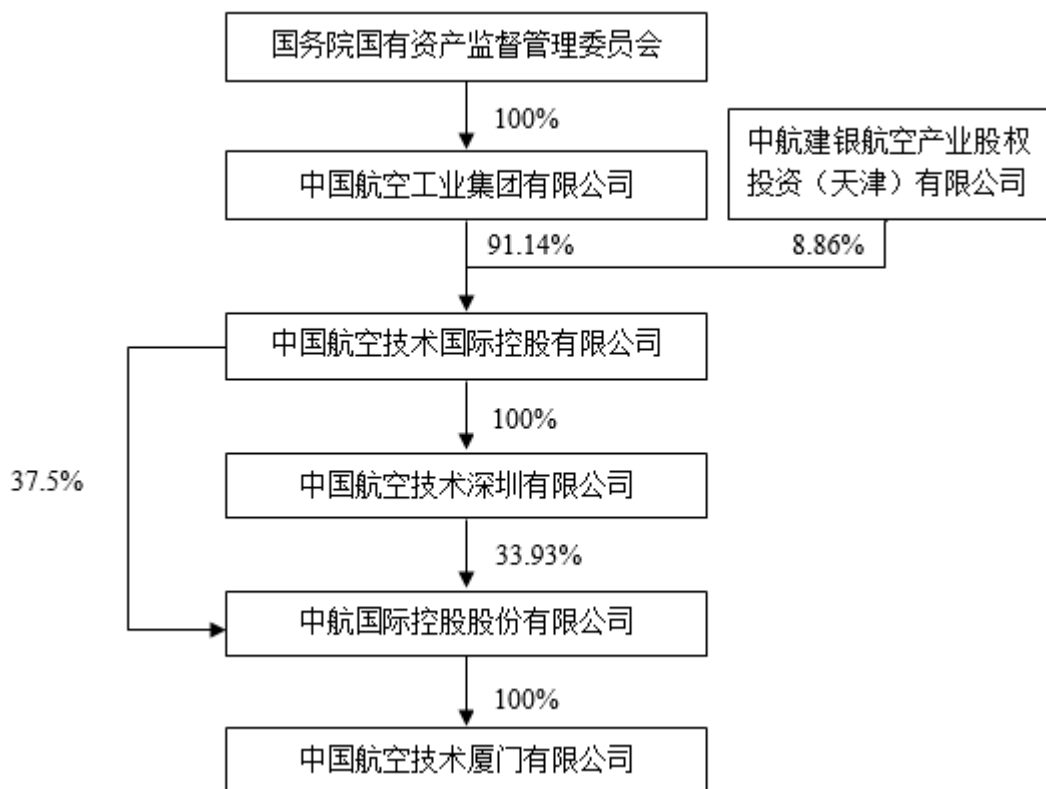 国务院国有资产监督管理委员会
100%
中航建银航空产业股权
投资（天津）有限公司
中国航空工业集团有限公司
91.14%
8.86%
中国航空技术国际控股有限公司
100%
37.5%
中国航空技术深圳有限公司
33.93%
中航国际控股股份有限公司
100%
中国航空技术厦门有限公司